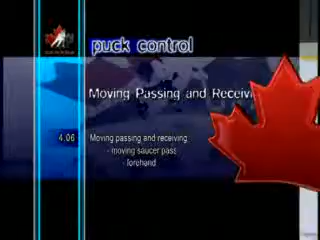 puck control
Moving Passing and Receivi
4.06 Moving passing and receiving
- moving saucer pass
- forehand